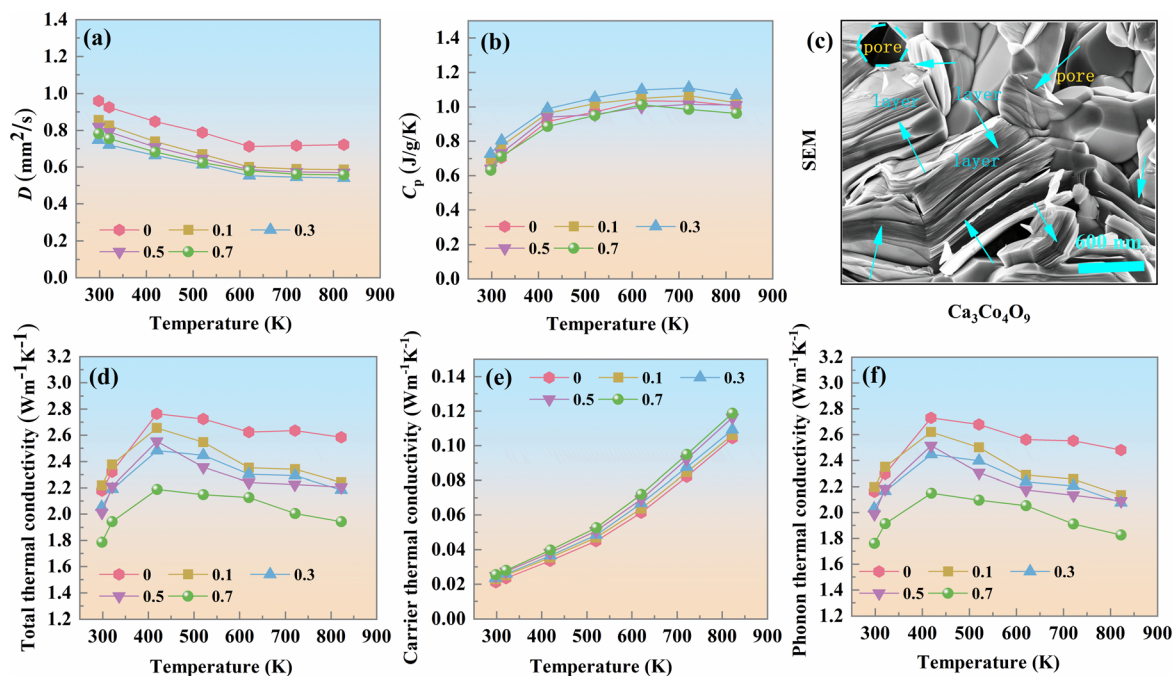 (a)
D (mm²/s)
1.4
1.2
1.0
0.8
0.6
0.4
0.2
0.0
0 0.1 0.3
0.5 0.7
300 400 500 600 700 800 900
Temperature (K)
(b)
Cp (J/g/K)
1.4
1.2
1.0
0.8
0.6
0.4
0.2
0.0
0 0.1 0.3
0.5 0.7
300 400 500 600 700 800 900
Temperature (K)
(c)
SEM
pore
pore
layer
layer
layer
600 nm
Ca₃Co₄O₉
(d)
Total thermal conductivity (Wm⁻¹K⁻¹)
3.2
3.0
2.8
2.6
2.4
2.2
2.0
1.8
1.6
1.4
1.2
0 0.1 0.3
0.5 0.7
300 400 500 600 700 800 900
Temperature (K)
(e)
Carrier thermal conductivity (Wm⁻¹K⁻¹)
0.14
0.12
0.10
0.08
0.06
0.04
0.02
0.00
0 0.1 0.3
0.5 0.7
300 400 500 600 700 800 900
Temperature (K)
(f)
Phonon thermal conductivity (Wm⁻¹K⁻¹)
3.2
3.0
2.8
2.6
2.4
2.2
2.0
1.8
1.6
1.4
1.2
0 0.1 0.3
0.5 0.7
300 400 500 600 700 800 900
Temperature (K)